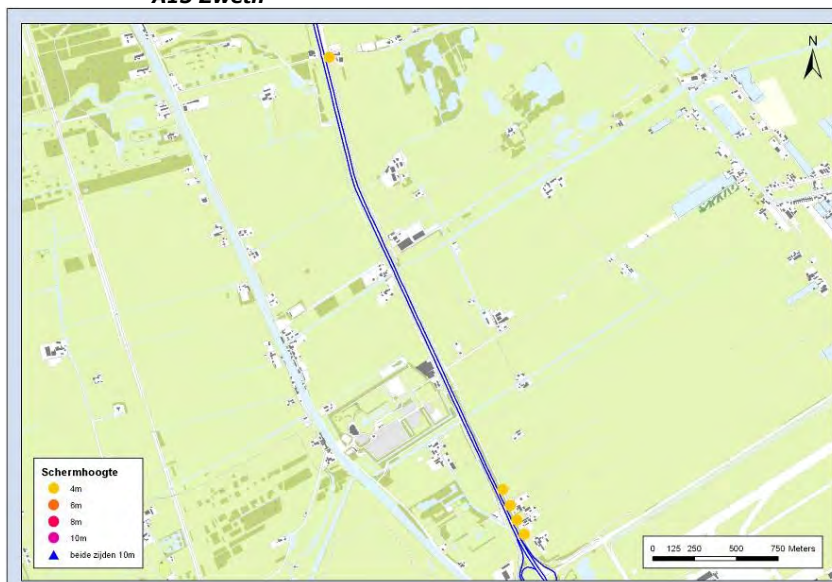 A13 Zweth
N
Schermhoogte
4m
6m
8m
10m
beide zijden 10m
0 125 250 500 750 Meters